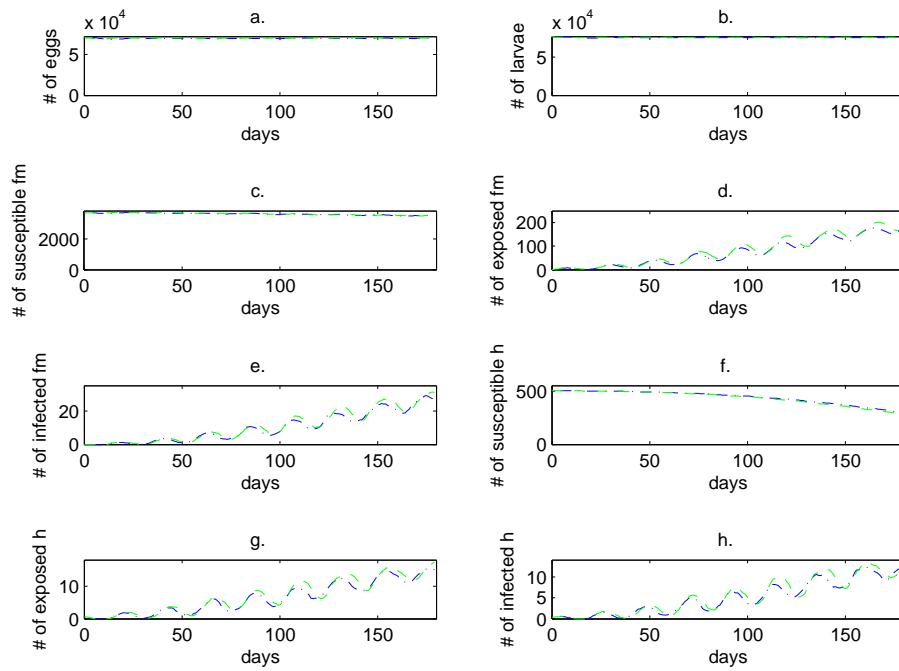 a.
x 10^4
# of eggs
5
0
0 50 100 150
days
b.
x 10^4
# of larvae
5
0
0 50 100 150
days
c.
# of susceptible fm
2000
0
0 50 100 150
days
d.
# of exposed fm
200
100
0
0 50 100 150
days
e.
# of infected fm
20
0
0 50 100 150
days
f.
# of susceptible h
500
0
0 50 100 150
days
g.
# of exposed h
10
0
0 50 100 150
days
h.
# of infected h
10
5
0
0 50 100 150
days